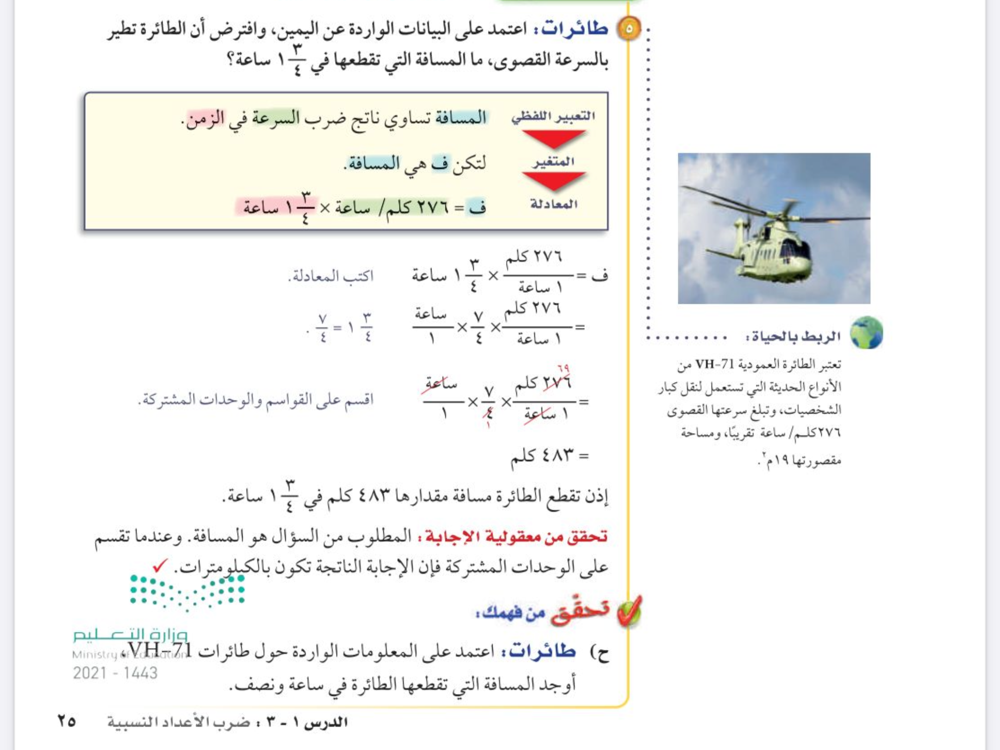 ٥ طائرات: اعتمد على البيانات الواردة عن اليمين، وافترض أن الطائرة تطير
بالسرعة القصوى، ما المسافة التي تقطعها في ١ ٣/٤ ساعة؟
التعبير اللفظي المسافة تساوي ناتج ضرب السرعة في الزمن.
المتغير لتكن ف هي المسافة.
المعادلة ف = ٢٧٦ كلم/ ساعة × ١ ٣/٤ ساعة
ف = ٢٧٦ كلم/١ ساعة × ١ ٣/٤ ساعة اكتب المعادلة.
= ٢٧٦ كلم/١ ساعة × ٧/٤ × ساعة/١ ١ ٣/٤ = ٧/٤ .
٦٩
= ٢٧٦ كلم/١ ساعة × ٧/٤ × ساعة/١ اقسم على القواسم والوحدات المشتركة.
١
= ٤٨٣ كلم
إذن تقطع الطائرة مسافة مقدارها ٤٨٣ كلم في ١ ٣/٤ ساعة.
تحقق من معقولية الإجابة: المطلوب من السؤال هو المسافة. وعندما تقسم
على الوحدات المشتركة فإن الإجابة الناتجة تكون بالكيلومترات. ✓
تحقّق من فهمك:
ح) طائرات: اعتمد على المعلومات الواردة حول طائرات VH-71،
أوجد المسافة التي تقطعها الطائرة في ساعة ونصف.
الربط بالحياة:
تعتبر الطائرة العمودية VH-71 من
الأنواع الحديثة التي تستعمل لنقل كبار
الشخصيات، وتبلغ سرعتها القصوى
٢٧٦كلم/ ساعة تقريبًا، ومساحة
مقصورتها ١٩م٢.
وزارة التعليم
Ministry of Education
2021 - 1443
الدرس ١ - ٣ : ضرب الأعداد النسبية ٢٥